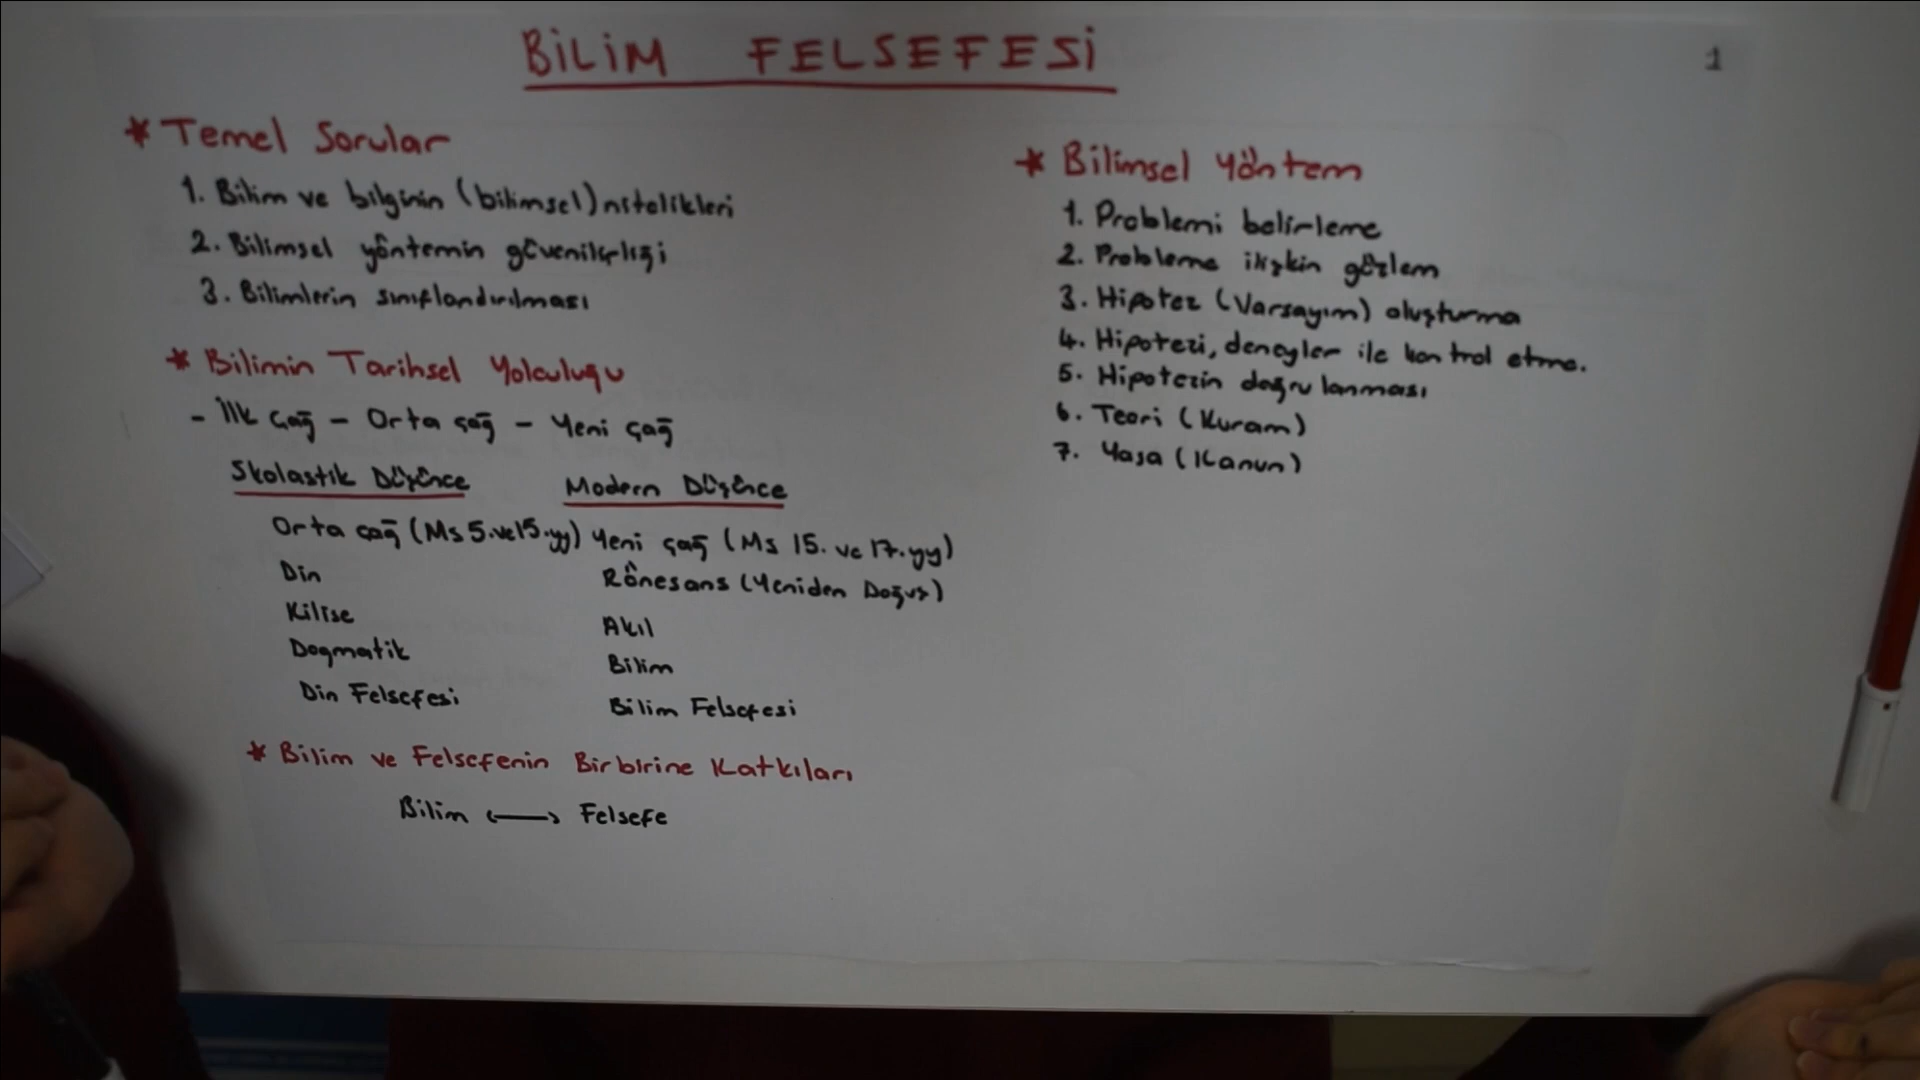 BİLİM FELSEFESİ
1
* Temel Sorular
1. Bilim ve bilginin (bilimsel) nitelikleri
2. Bilimsel yöntemin güvenilirliği
3. Bilimlerin sınıflandırılması
* Bilimin Tarihsel Yolculuğu
- İlk çağ - Orta çağ - Yeni çağ
Skolastik Düşünce Modern Düşünce
Orta çağ (Ms 5. ve 15. yy) Yeni çağ (Ms 15. ve 17. yy)
Din Rönesans (Yeniden Doğuş)
Kilise Akıl
Dogmatik Bilim
Din Felsefesi Bilim Felsefesi
* Bilim ve Felsefenin Birbirine Katkıları
Bilim ⟷ Felsefe
* Bilimsel Yöntem
1. Problemi belirleme
2. Probleme ilişkin gözlem
3. Hipotez (Varsayım) oluşturma
4. Hipotezi, deneyler ile kontrol etme.
5. Hipotezin doğrulanması
6. Teori (Kuram)
7. Yasa (Kanun)